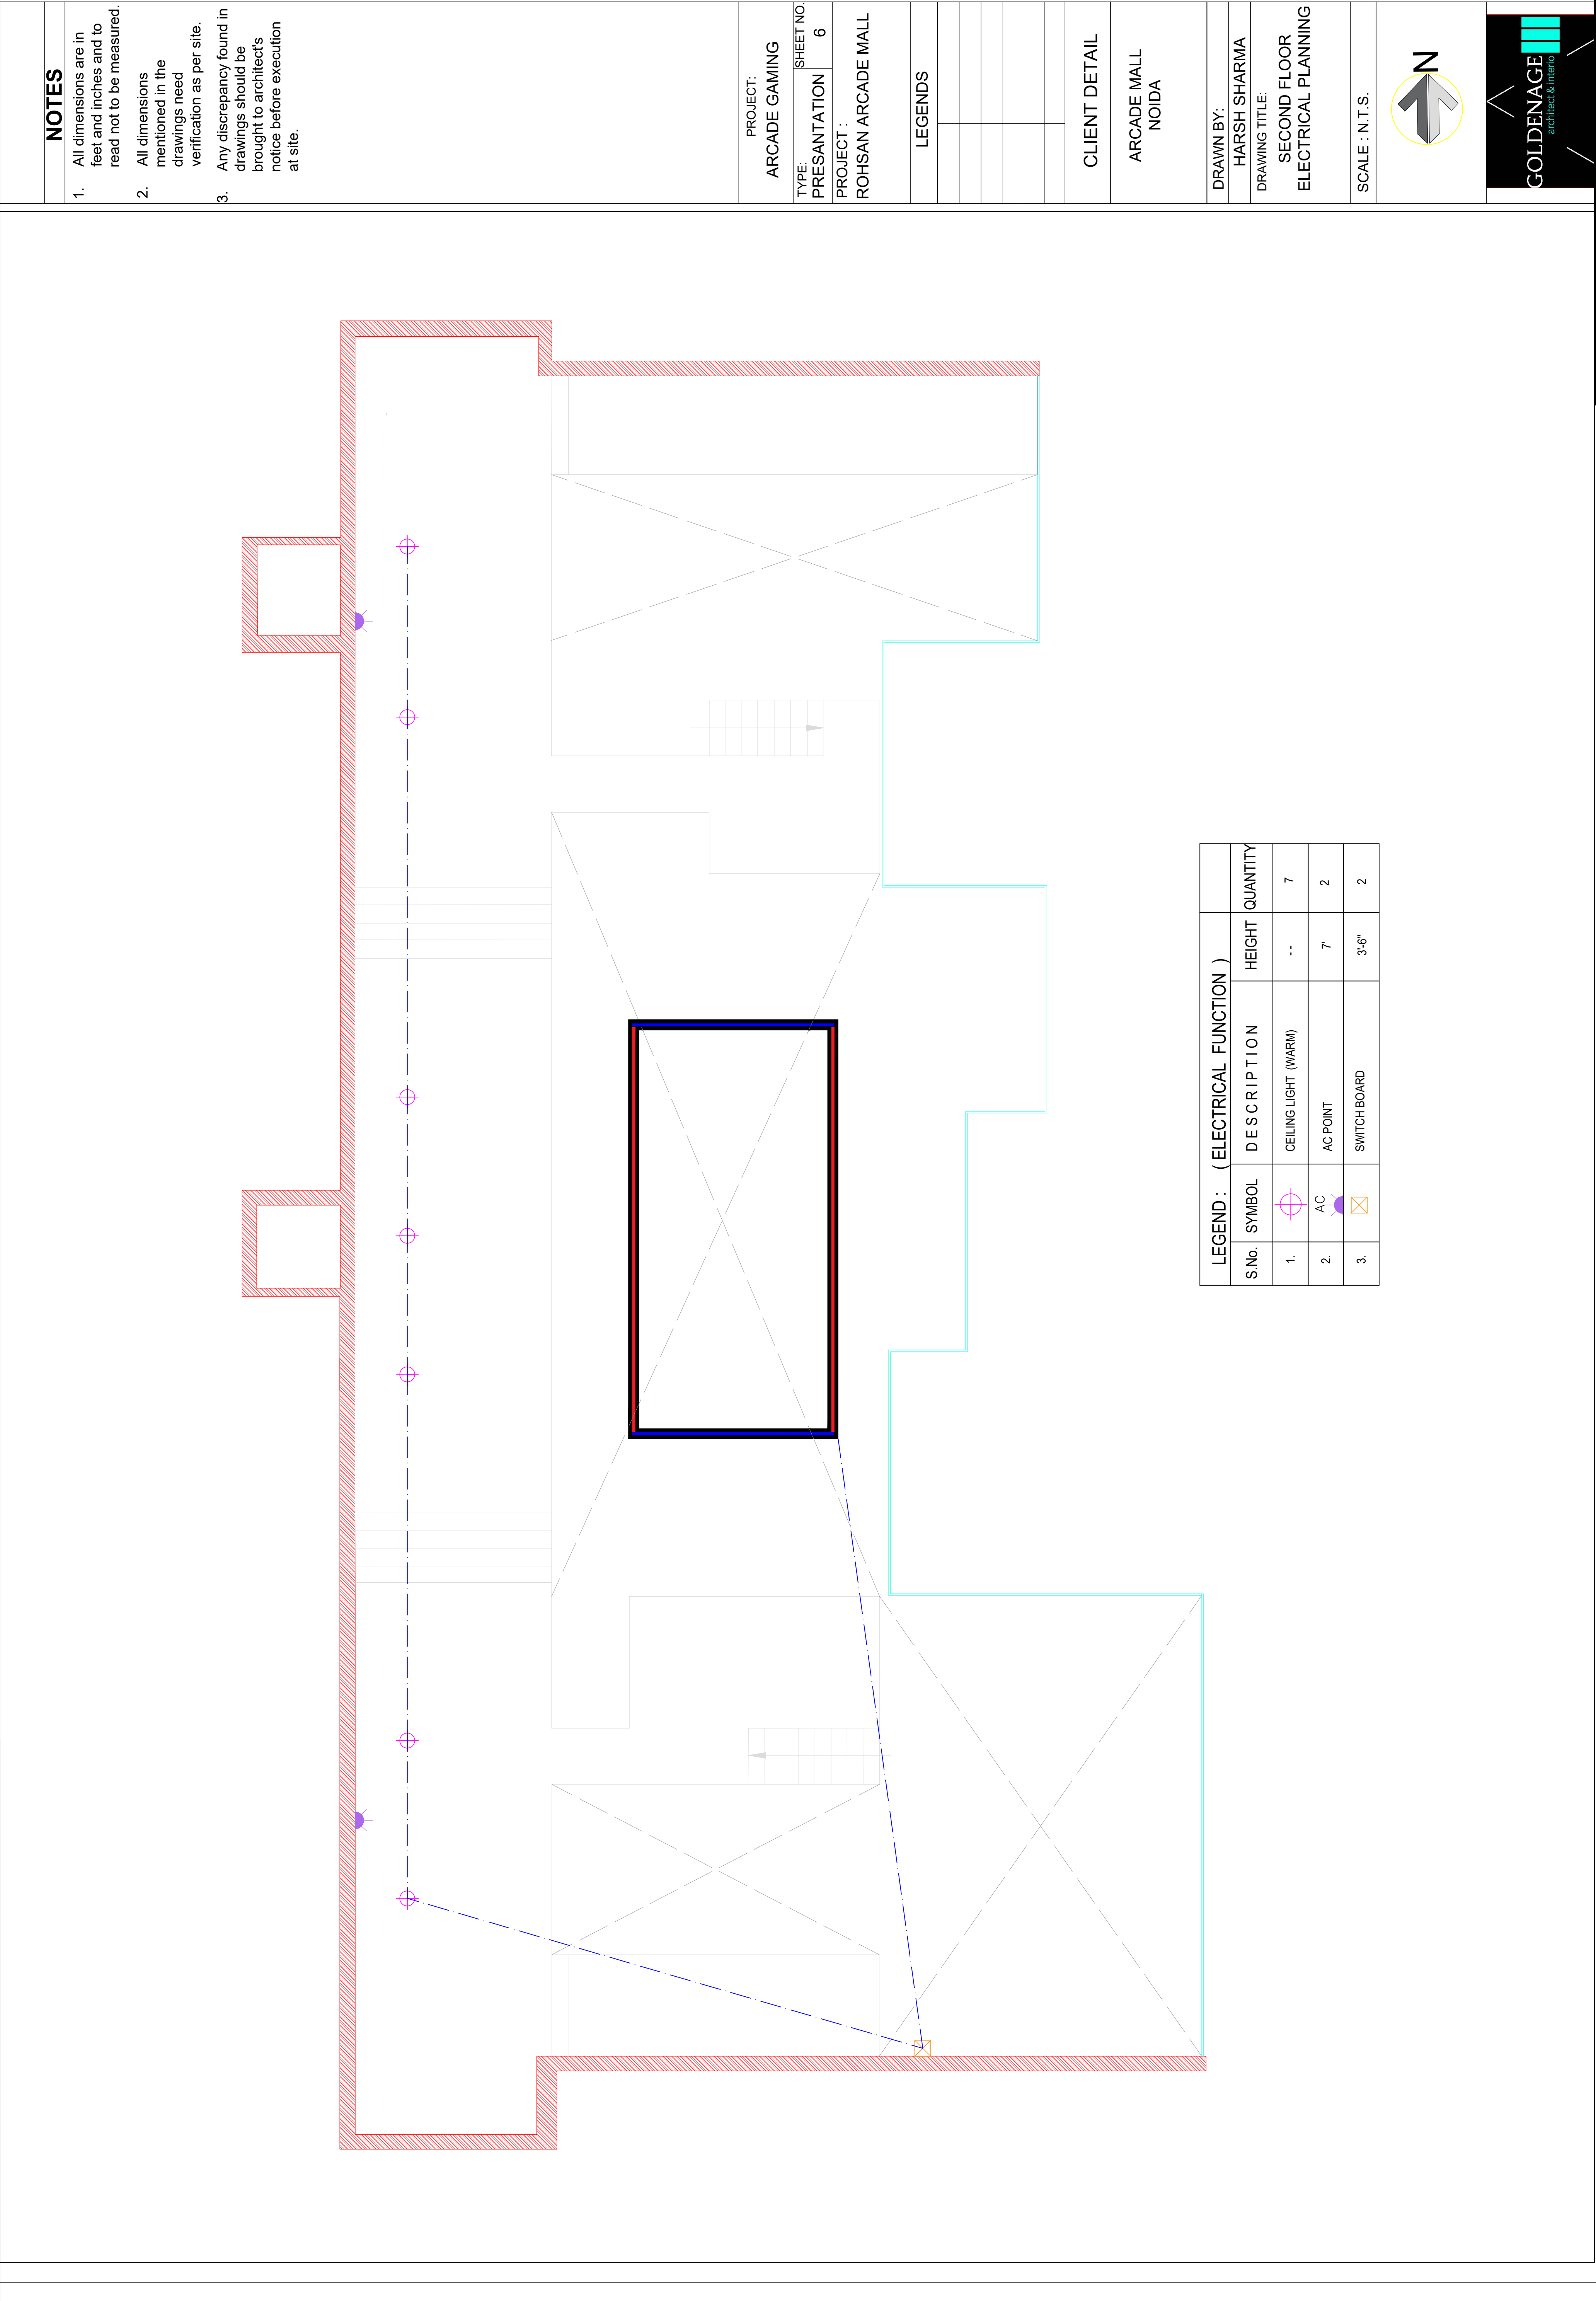 NOTES
1. All dimensions are in
feet and inches and to
read not to be measured.
2. All dimensions
mentioned in the
drawings need
verification as per site.
3. Any discrepancy found in
drawings should be
brought to architect's
notice before execution
at site.
PROJECT:
ARCADE GAMING
TYPE:
PRESANTATION
SHEET NO.
6
PROJECT :
ROHSAN ARCADE MALL
LEGENDS
CLIENT DETAIL
ARCADE MALL
NOIDA
DRAWN BY:
HARSH SHARMA
DRAWING TITLE:
SECOND FLOOR
ELECTRICAL PLANNING
SCALE : N.T.S.
N
GOLDENAGE
architect & interio
LEGEND : ( ELECTRICAL FUNCTION )
S.No. SYMBOL DESCRIPTION HEIGHT QUANTITY
1. CEILING LIGHT (WARM) -- 7
2. AC AC POINT 7' 2
3. SWITCH BOARD 3'-6" 2